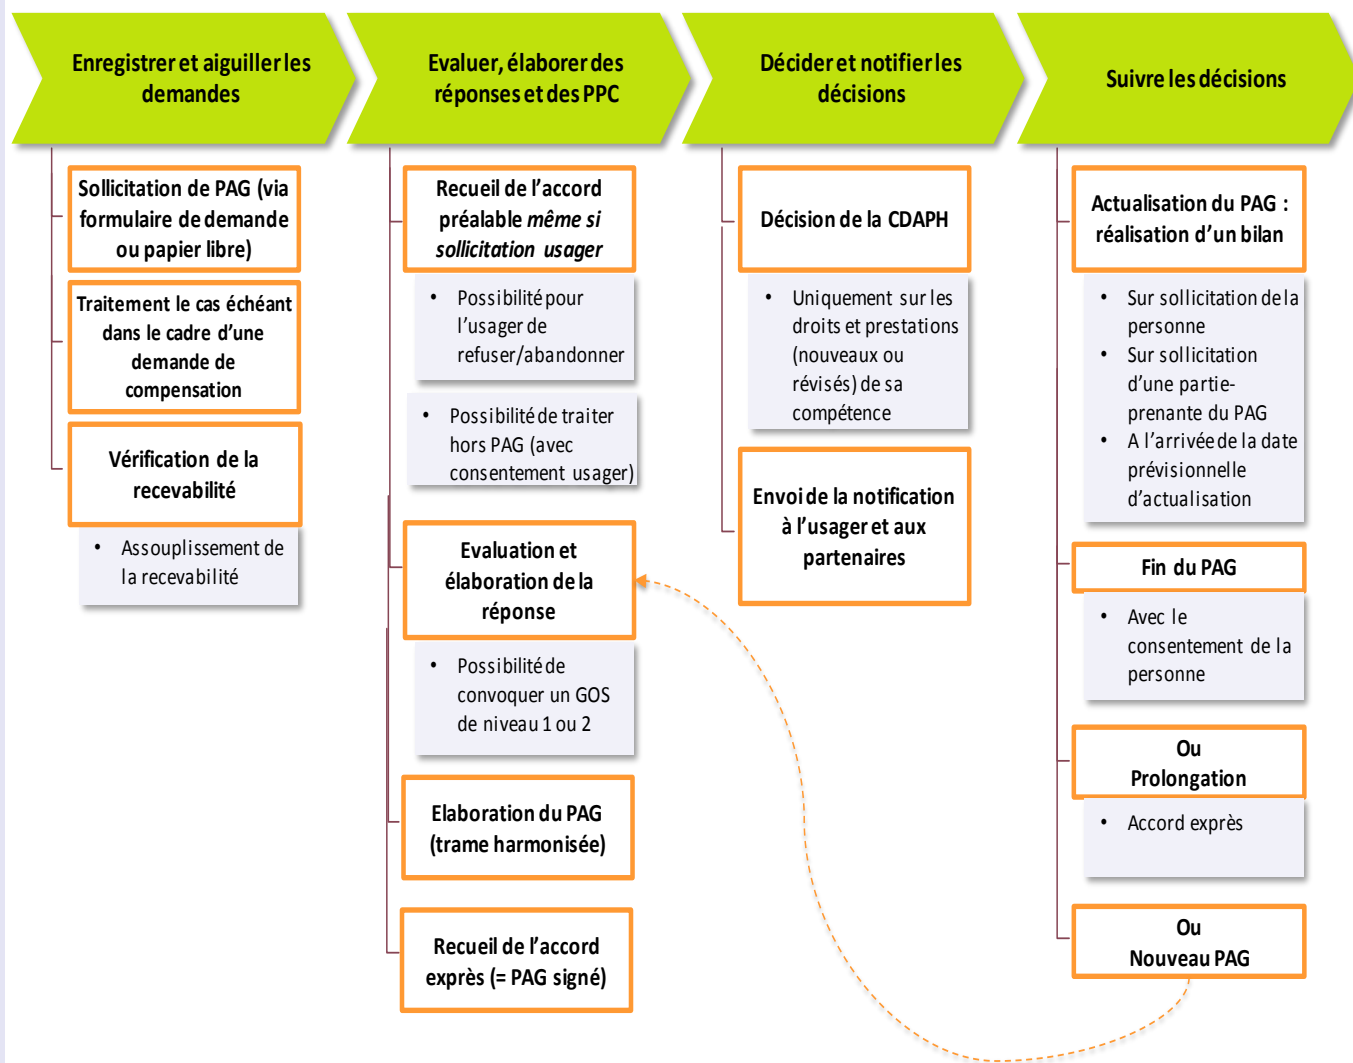 Enregistrer et aiguiller les
demandes
Evaluer, élaborer des
réponses et des PPC
Décider et notifier les
décisions
Suivre les décisions
Sollicitation de PAG (via
formulaire de demande
ou papier libre)
Traitement le cas échéant
dans le cadre d’une
demande de
compensation
Vérification de la
recevabilité
• Assouplissement de
la recevabilité
Recueil de l’accord
préalable même si
sollicitation usager
• Possibilité pour
l’usager de
refuser/abandonner
• Possibilité de traiter
hors PAG (avec
consentement usager)
Evaluation et
élaboration de la
réponse
• Possibilité de
convoquer un GOS
de niveau 1 ou 2
Elaboration du PAG
(trame harmonisée)
Recueil de l’accord
exprès (= PAG signé)
Décision de la CDAPH
• Uniquement sur les
droits et prestations
(nouveaux ou
révisés) de sa
compétence
Envoi de la notification
à l’usager et aux
partenaires
Actualisation du PAG :
réalisation d’un bilan
• Sur sollicitation de la
personne
• Sur sollicitation
d’une partie-
prenante du PAG
• A l’arrivée de la date
prévisionnelle
d’actualisation
Fin du PAG
• Avec le
consentement de la
personne
Ou
Prolongation
• Accord exprès
Ou
Nouveau PAG